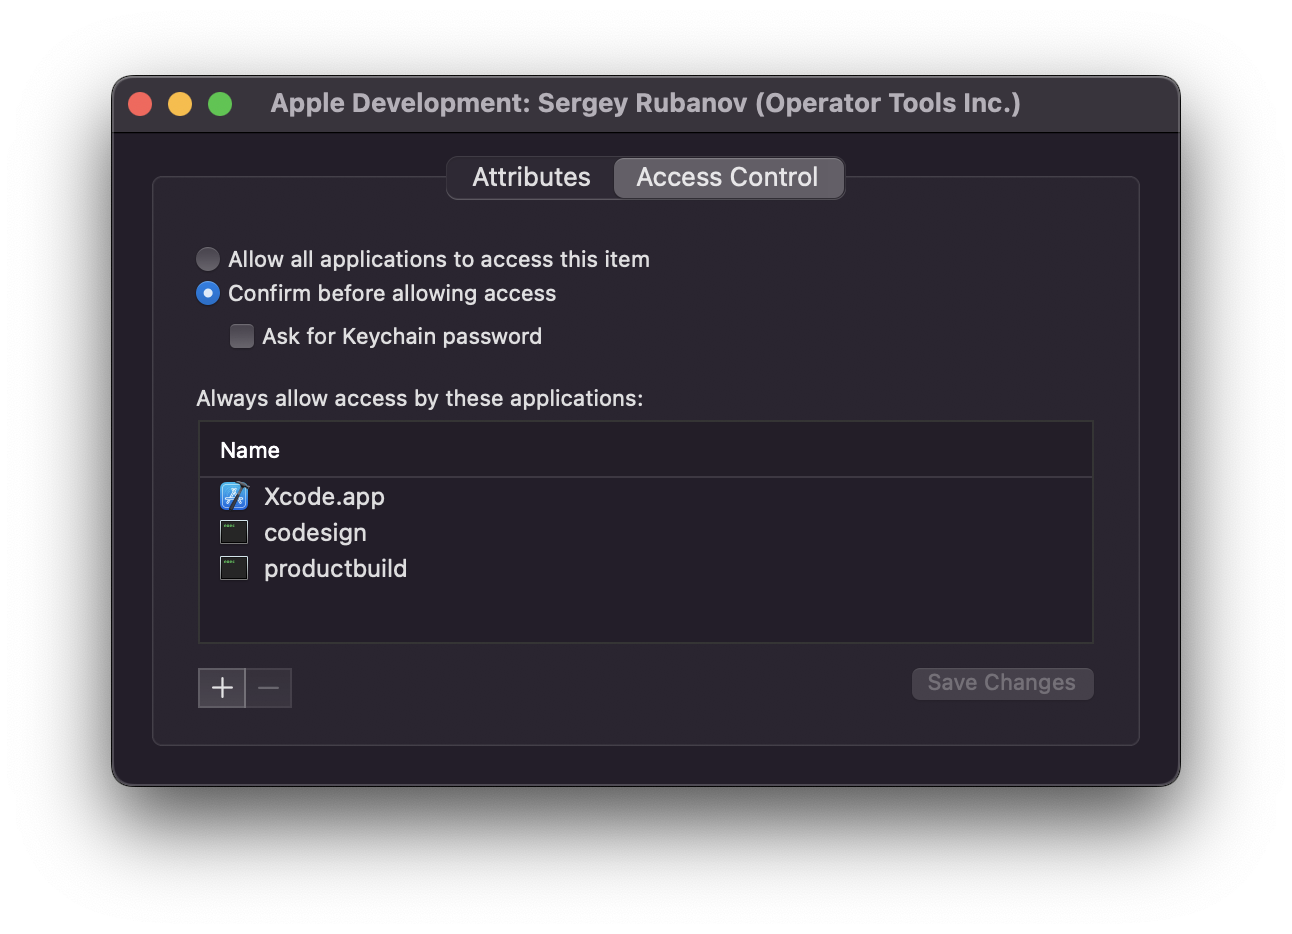 Apple Development: Sergey Rubanov (Operator Tools Inc.)
Attributes
Access Control
Allow all applications to access this item
Confirm before allowing access
Ask for Keychain password
Always allow access by these applications:
Name
Xcode.app
codesign
productbuild
Save Changes